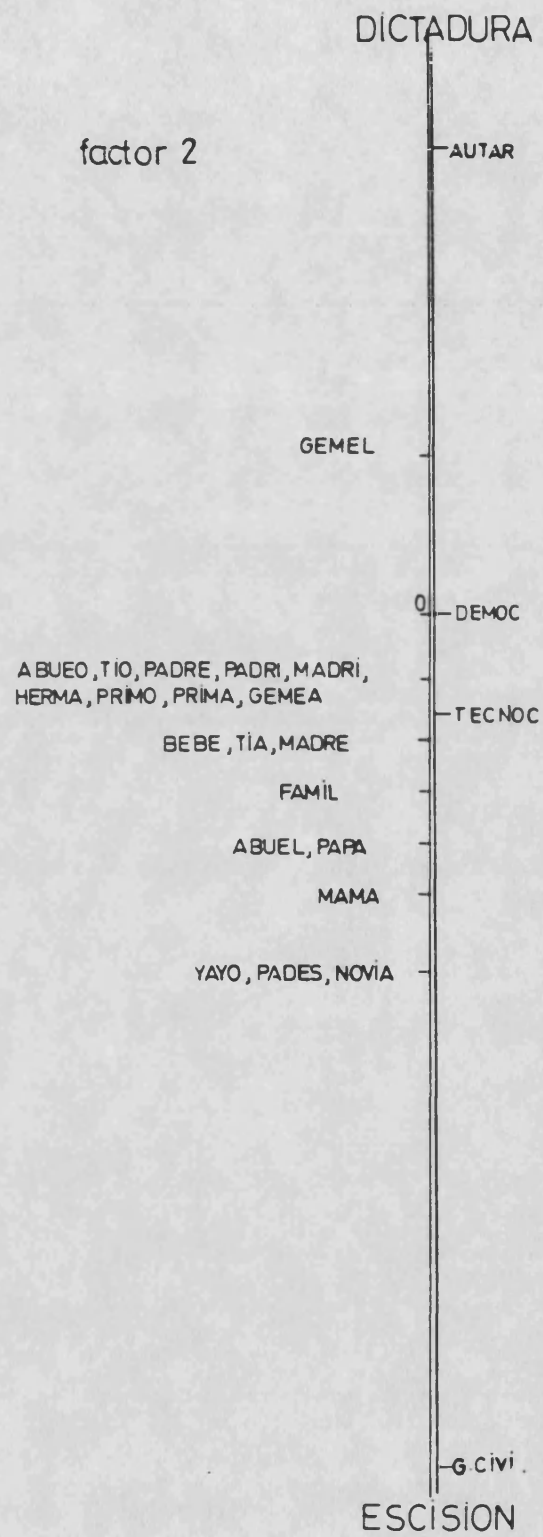 DICTADURA
factor 2
AUTAR
GEMEL
0
DEMOC
ABUEO, TIO, PADRE, PADRI, MADRI,
HERMA, PRIMO, PRIMA, GEMEA
TECNOC
BEBE, TIA, MADRE
FAMIL
ABUEL, PAPA
MAMA
YAYO, PADES, NOVIA
G.CIVI
ESCISION